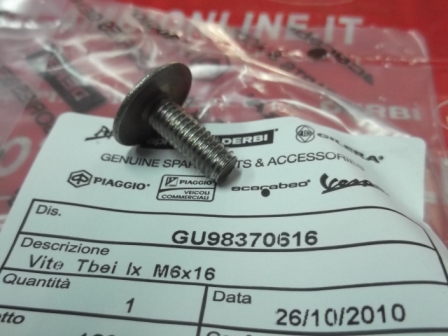 ONLINE.IT
DERBI GILERA
GENUINE SPARE PARTS & ACCESSORIES
PIAGGIO PIAGGIO VEICOLI COMMERCIALI scarabeo Vespa
Dis.
GU98370616
Descrizione
Vite Tbei Ix M6x16
Quantità Data
1 26/10/2010